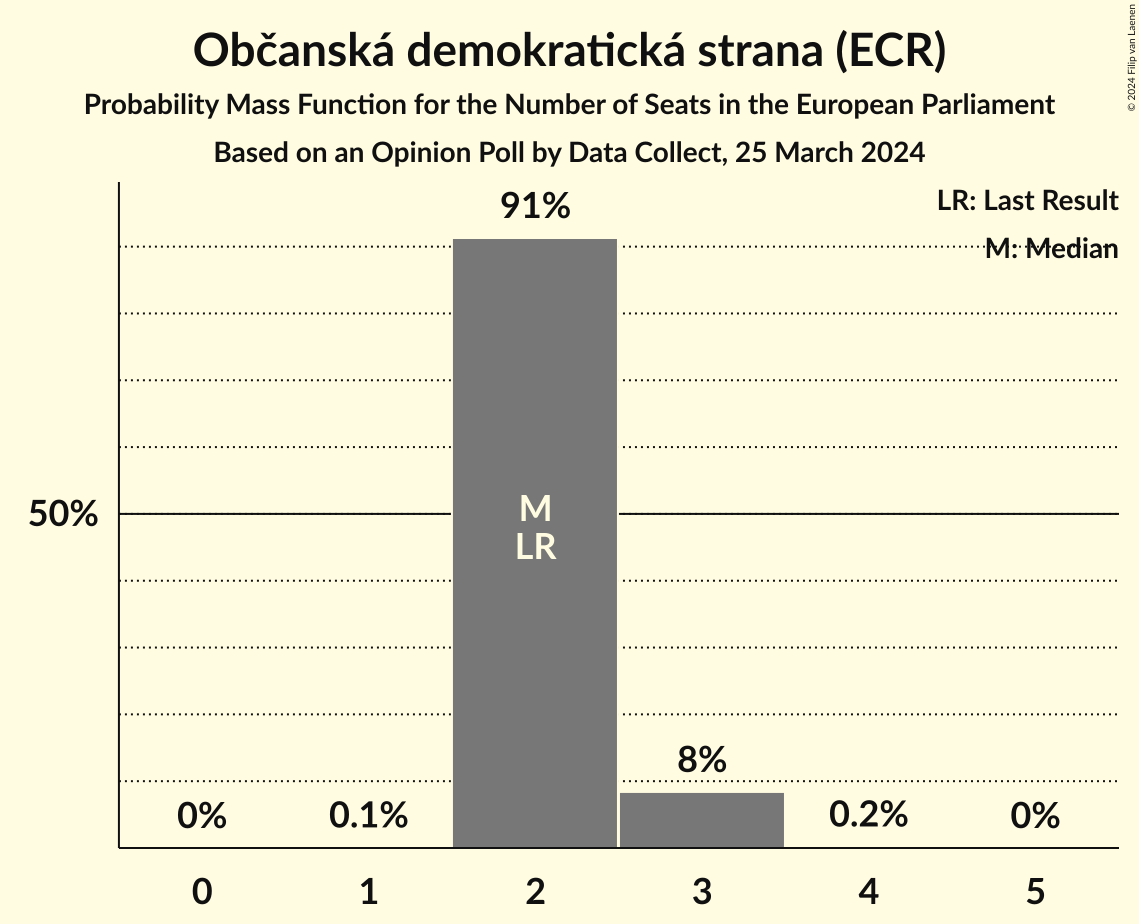 Občanská demokratická strana (ECR)
Probability Mass Function for the Number of Seats in the European Parliament
Based on an Opinion Poll by Data Collect, 25 March 2024
© 2024 Filip van Laenen
LR: Last Result
M: Median
91%
50%
M
LR
8%
0%
0.1%
0.2%
0%
0
1
2
3
4
5